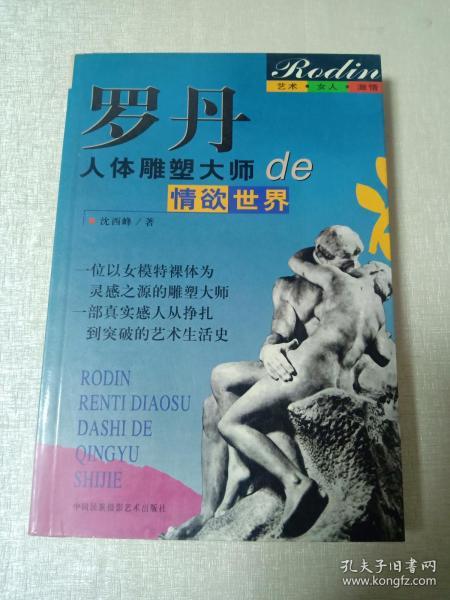 Rodin
艺术•女人•激情
罗丹
人体雕塑大师de
情欲世界
沈西峰/著
一位以女模特裸体为
灵感之源的雕塑大师
一部真实感人从挣扎
到突破的艺术生活史
RODIN
RENTI DIAOSU
DASHI DE
QINGYU
SHIJIE
中国民族摄影艺术出版社
孔夫子旧书网
www.kongfz.com